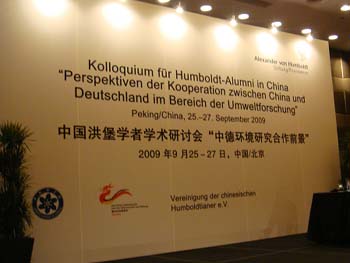 Alexander von Humboldt
Stiftung/Foundation
Kolloquium für Humboldt-Alumni in China
"Perspektiven der Kooperation zwischen China und
Deutschland im Bereich der Umweltforschung"
Peking/China, 25.–27. September 2009
中国洪堡学者学术研讨会“中德环境研究合作前景”
2009 年 9 月 25 – 27 日，中国/北京
Vereinigung der chinesischen
Humboldtianer e.V.